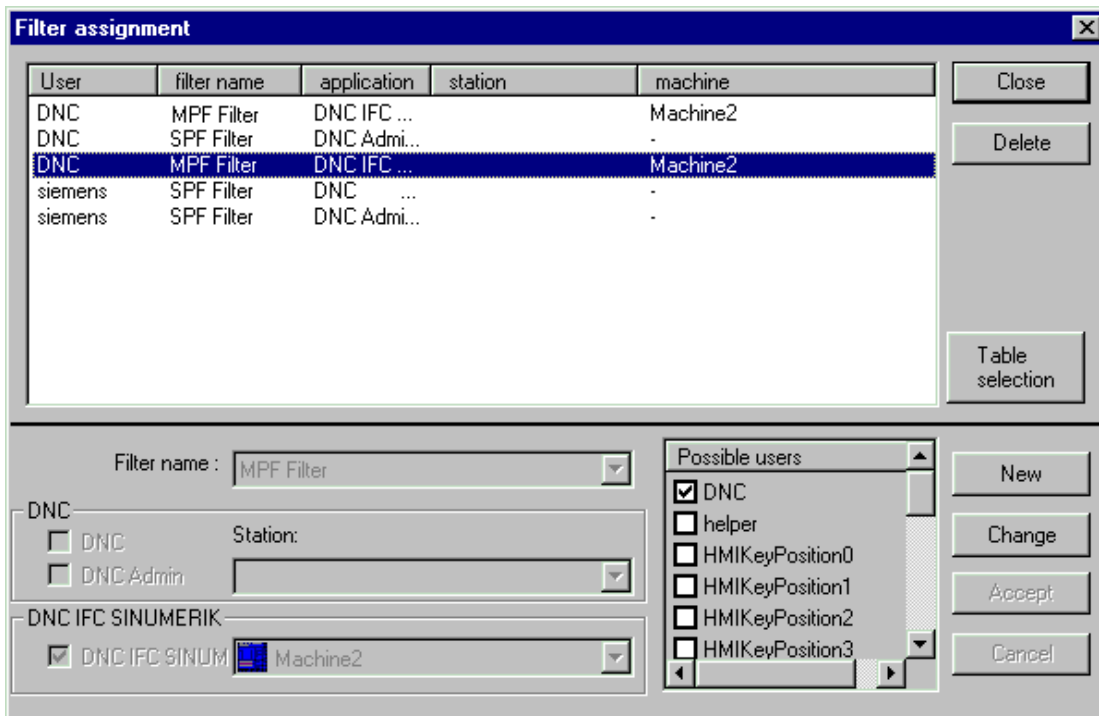 Filter assignment
User filter name application station machine
DNC MPF Filter DNC IFC ... Machine2
DNC SPF Filter DNC Admi... -
DNC MPF Filter DNC IFC ... Machine2
siemens SPF Filter DNC ... -
siemens SPF Filter DNC Admi... -
Close
Delete
Table
selection
Filter name : MPF Filter
DNC
DNC Station:
DNC Admin
DNC IFC SINUMERIK
DNC IFC SINUM Machine2
Possible users
DNC
helper
HMIKeyPosition0
HMIKeyPosition1
HMIKeyPosition2
HMIKeyPosition3
New
Change
Accept
Cancel